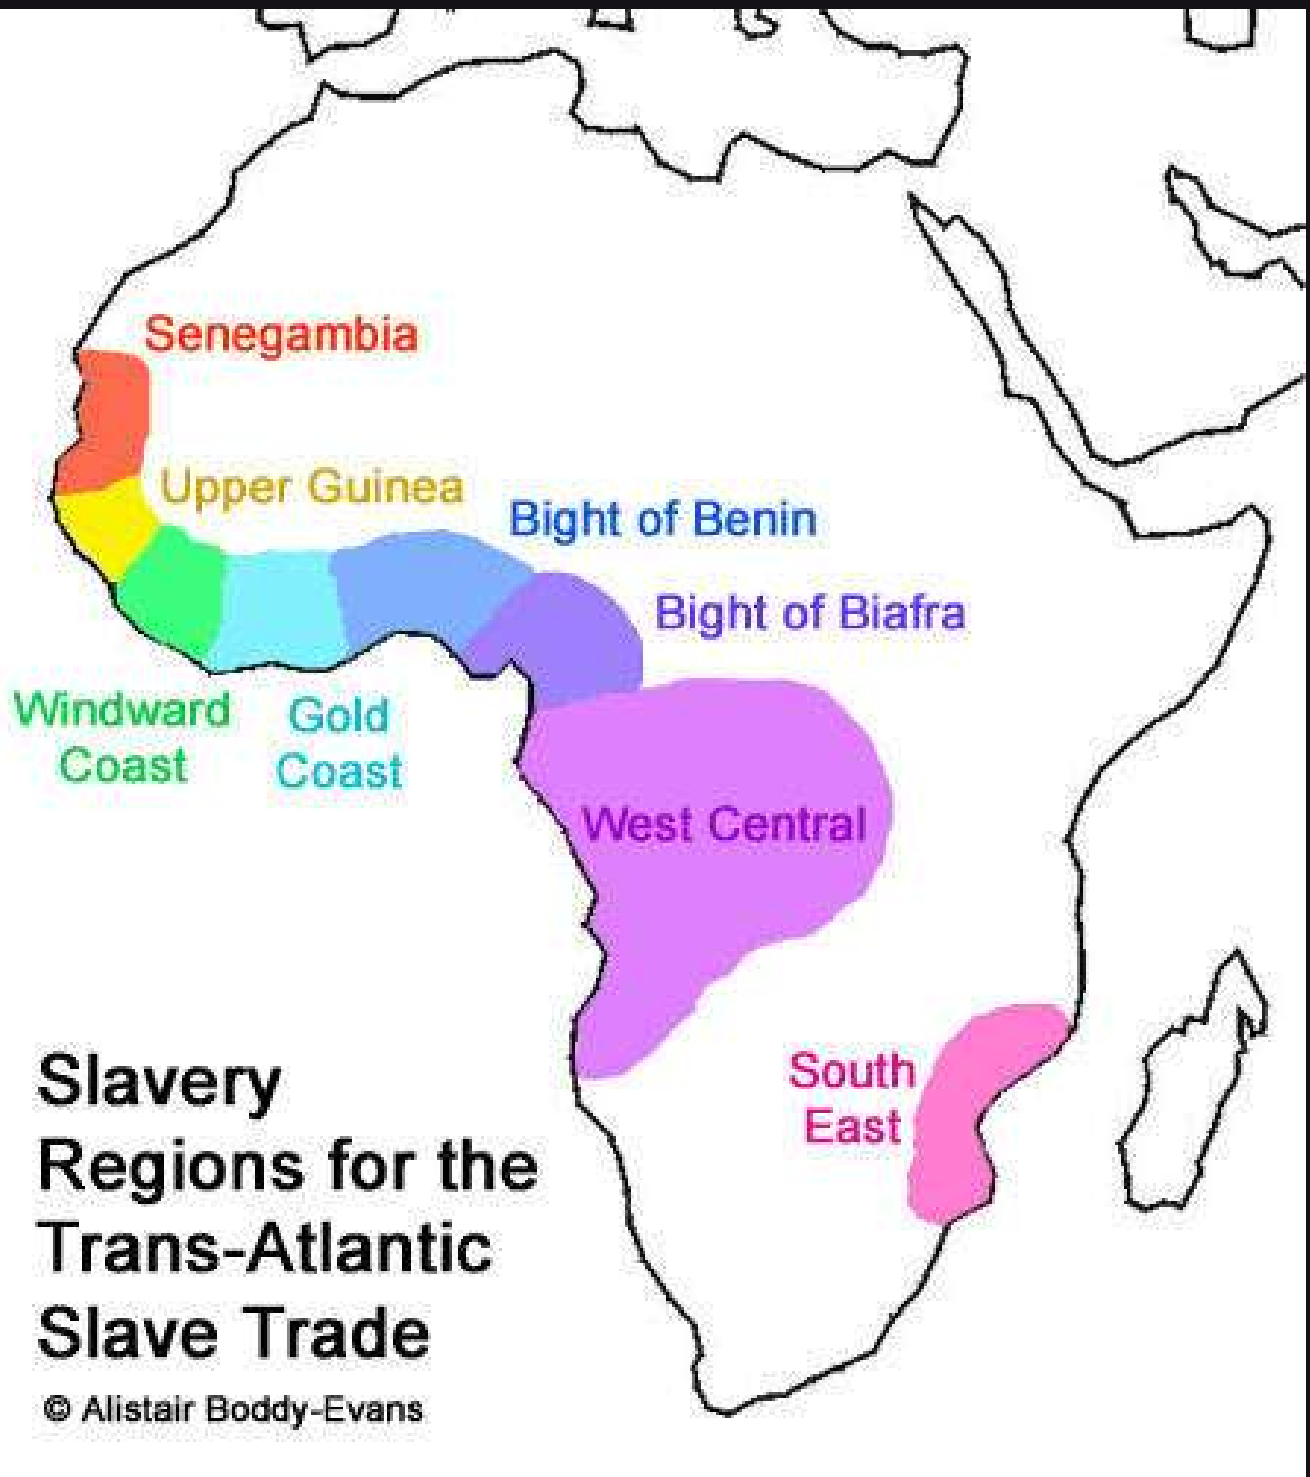 Senegambia
Upper Guinea
Bight of Benin
Bight of Biafra
Windward
Coast
Gold
Coast
West Central
South
East
Slavery
Regions for the
Trans-Atlantic
Slave Trade
© Alistair Boddy-Evans